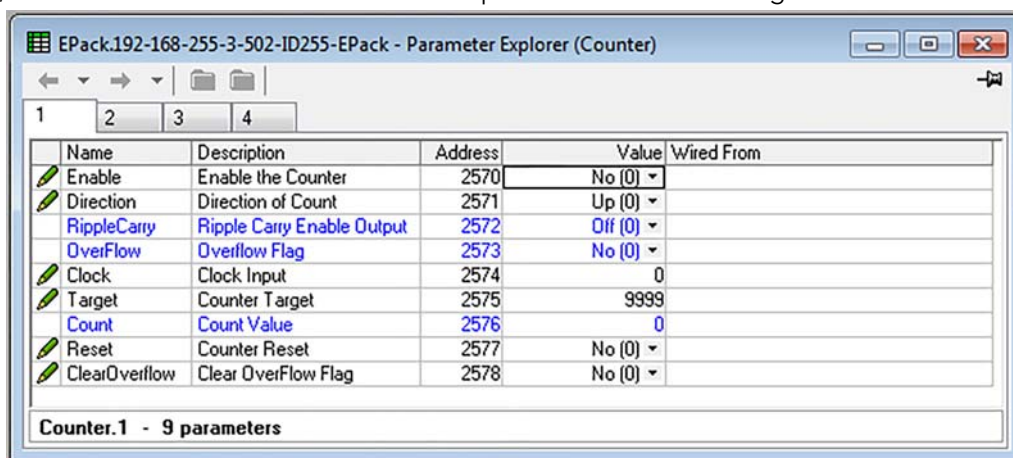 EPack.192-168-255-3-502-ID255-EPack - Parameter Explorer (Counter)
1 2 3 4
Name Description Address Value Wired From
Enable Enable the Counter 2570 No (0)
Direction Direction of Count 2571 Up (0)
RippleCarry Ripple Carry Enable Output 2572 Off (0)
OverFlow Overflow Flag 2573 No (0)
Clock Clock Input 2574 0
Target Counter Target 2575 9999
Count Count Value 2576 0
Reset Counter Reset 2577 No (0)
ClearOverflow Clear OverFlow Flag 2578 No (0)
Counter.1 - 9 parameters